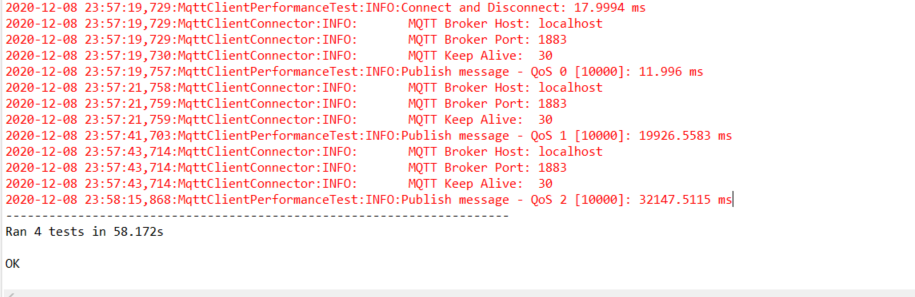 2020-12-08 23:57:19,729:MqttClientPerformanceTest:INFO:Connect and Disconnect: 17.9994 ms
2020-12-08 23:57:19,729:MqttClientConnector:INFO:       MQTT Broker Host: localhost
2020-12-08 23:57:19,729:MqttClientConnector:INFO:       MQTT Broker Port: 1883
2020-12-08 23:57:19,730:MqttClientConnector:INFO:       MQTT Keep Alive:  30
2020-12-08 23:57:19,757:MqttClientPerformanceTest:INFO:Publish message - QoS 0 [10000]: 11.996 ms
2020-12-08 23:57:21,758:MqttClientConnector:INFO:       MQTT Broker Host: localhost
2020-12-08 23:57:21,759:MqttClientConnector:INFO:       MQTT Broker Port: 1883
2020-12-08 23:57:21,759:MqttClientConnector:INFO:       MQTT Keep Alive:  30
2020-12-08 23:57:41,703:MqttClientPerformanceTest:INFO:Publish message - QoS 1 [10000]: 19926.5583 ms
2020-12-08 23:57:43,714:MqttClientConnector:INFO:       MQTT Broker Host: localhost
2020-12-08 23:57:43,714:MqttClientConnector:INFO:       MQTT Broker Port: 1883
2020-12-08 23:57:43,714:MqttClientConnector:INFO:       MQTT Keep Alive:  30
2020-12-08 23:58:15,868:MqttClientPerformanceTest:INFO:Publish message - QoS 2 [10000]: 32147.5115 ms
----------------------------------------------------------------------
Ran 4 tests in 58.172s
OK